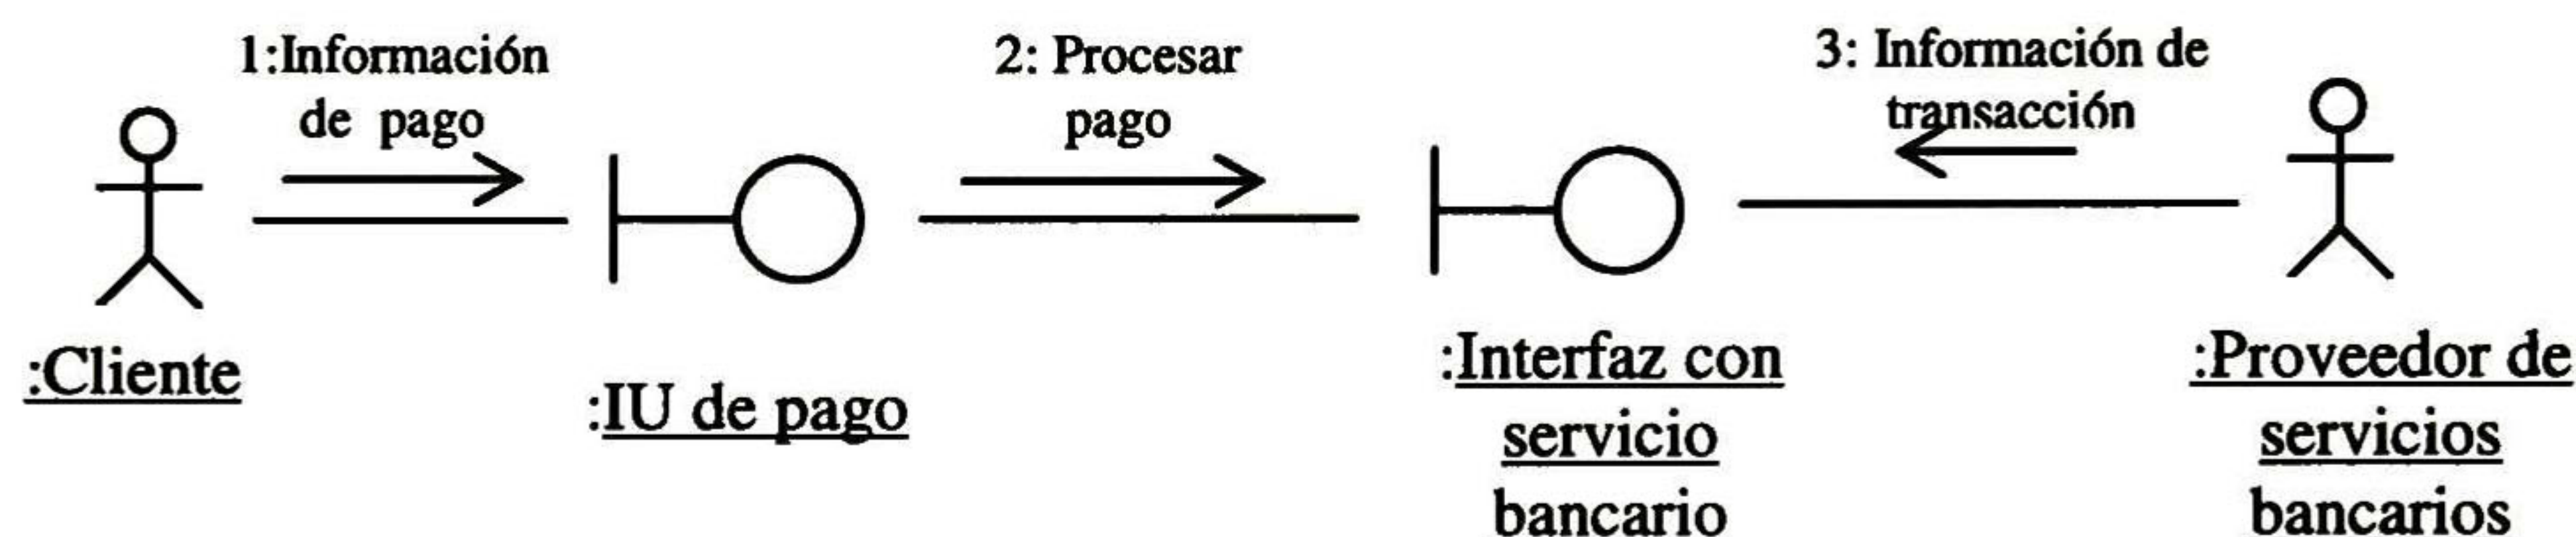 1:Información
de pago
2: Procesar
pago
3: Información de
transacción
:Cliente
:IU de pago
:Interfaz con
servicio
bancario
:Proveedor de
servicios
bancarios